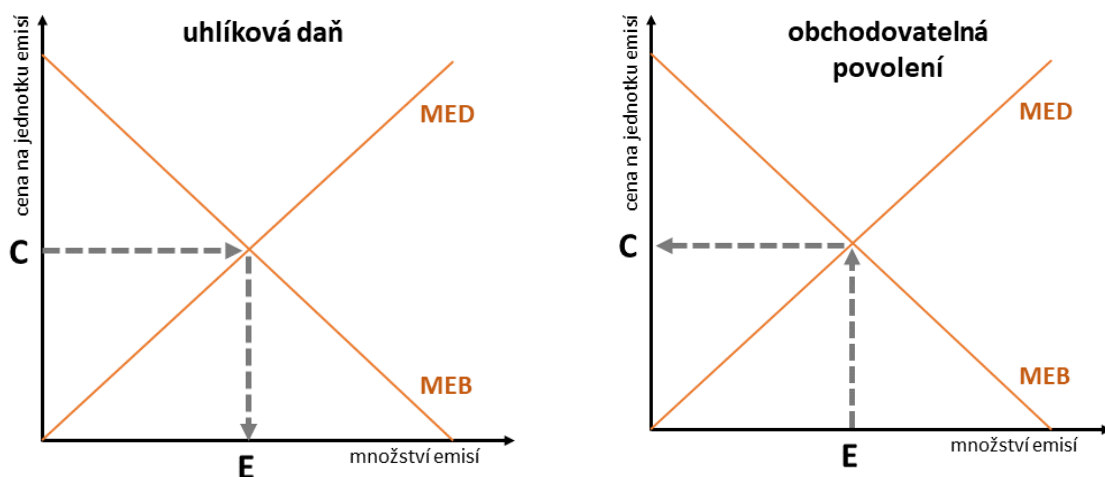 uhlíková daň
cena na jednotku emisí
MED
C
MEB
E
množství emisí
obchodovatelná
povolení
cena na jednotku emisí
MED
C
MEB
E
množství emisí